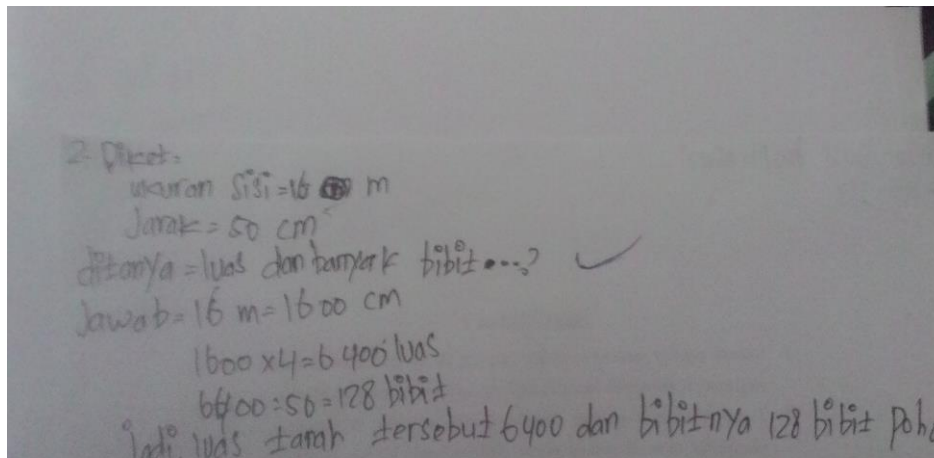 2. Diket:
ukuran sisi = 16 m
Jarak = 50 cm
ditanya = luas dan banyak bibit....?
Jawab = 16 m = 1600 cm
1600 x 4 = 6400 luas
6400 : 50 = 128 bibit
Jadi luas tanah tersebut 6400 dan bibitnya 128 bibit poho